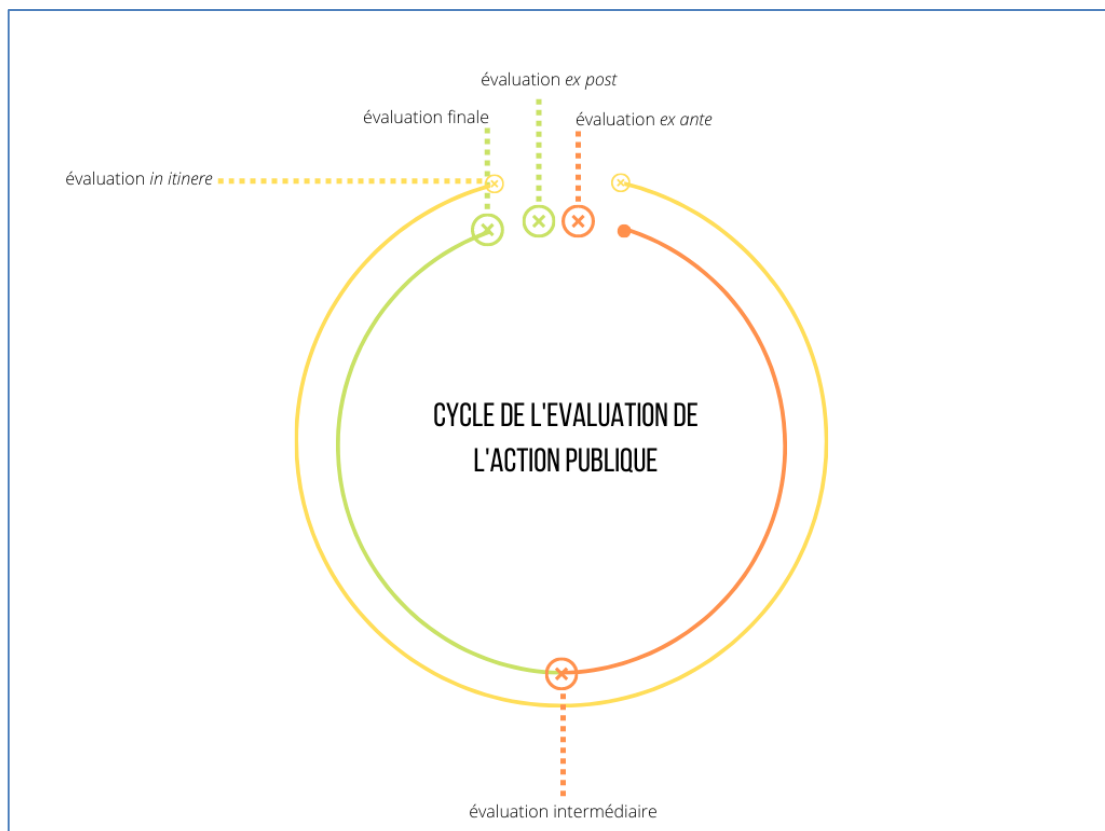 évaluation ex post
évaluation finale
évaluation ex ante
évaluation in itinere
CYCLE DE L'EVALUATION DE
L'ACTION PUBLIQUE
évaluation intermédiaire